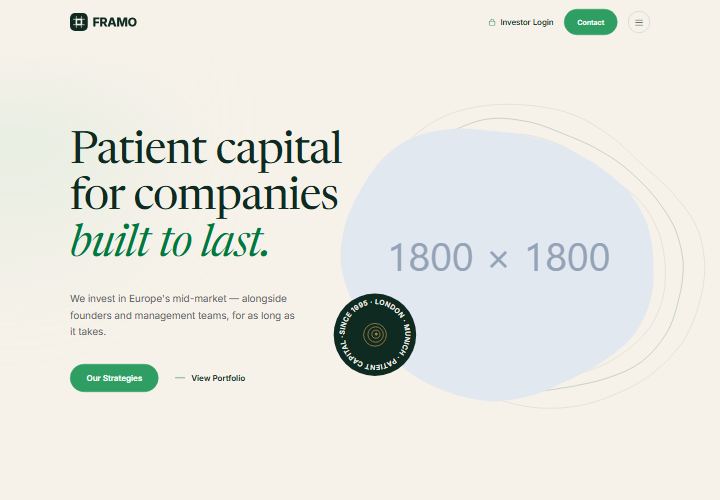 FRAMO
Investor Login
Contact
Patient capital
for companies
built to last.
1800 × 1800
We invest in Europe's mid-market — alongside
founders and management teams, for as long as
it takes.
SINCE 1995 · LONDON · MUNICH · PATIENT CAPITAL ·
Our Strategies
View Portfolio